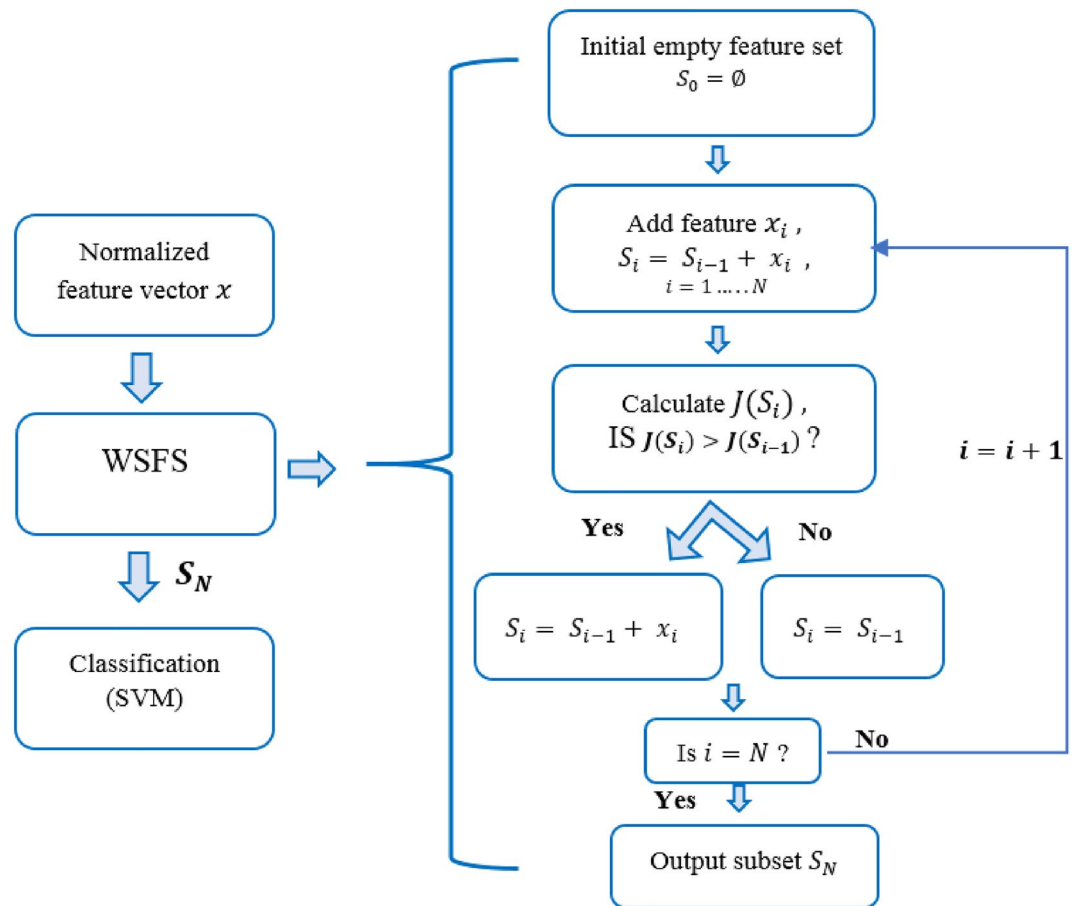 Normalized
feature vector x
WSFS
S_N
Classification
(SVM)
Initial empty feature set
S_0 = ∅
Add feature x_i ,
S_i = S_{i−1} + x_i ,
i = 1 ..... N
Calculate J(S_i) ,
IS J(S_i) > J(S_{i−1}) ?
Yes
No
S_i = S_{i−1} + x_i
S_i = S_{i−1}
Is i = N ?
No
i = i + 1
Yes
Output subset S_N